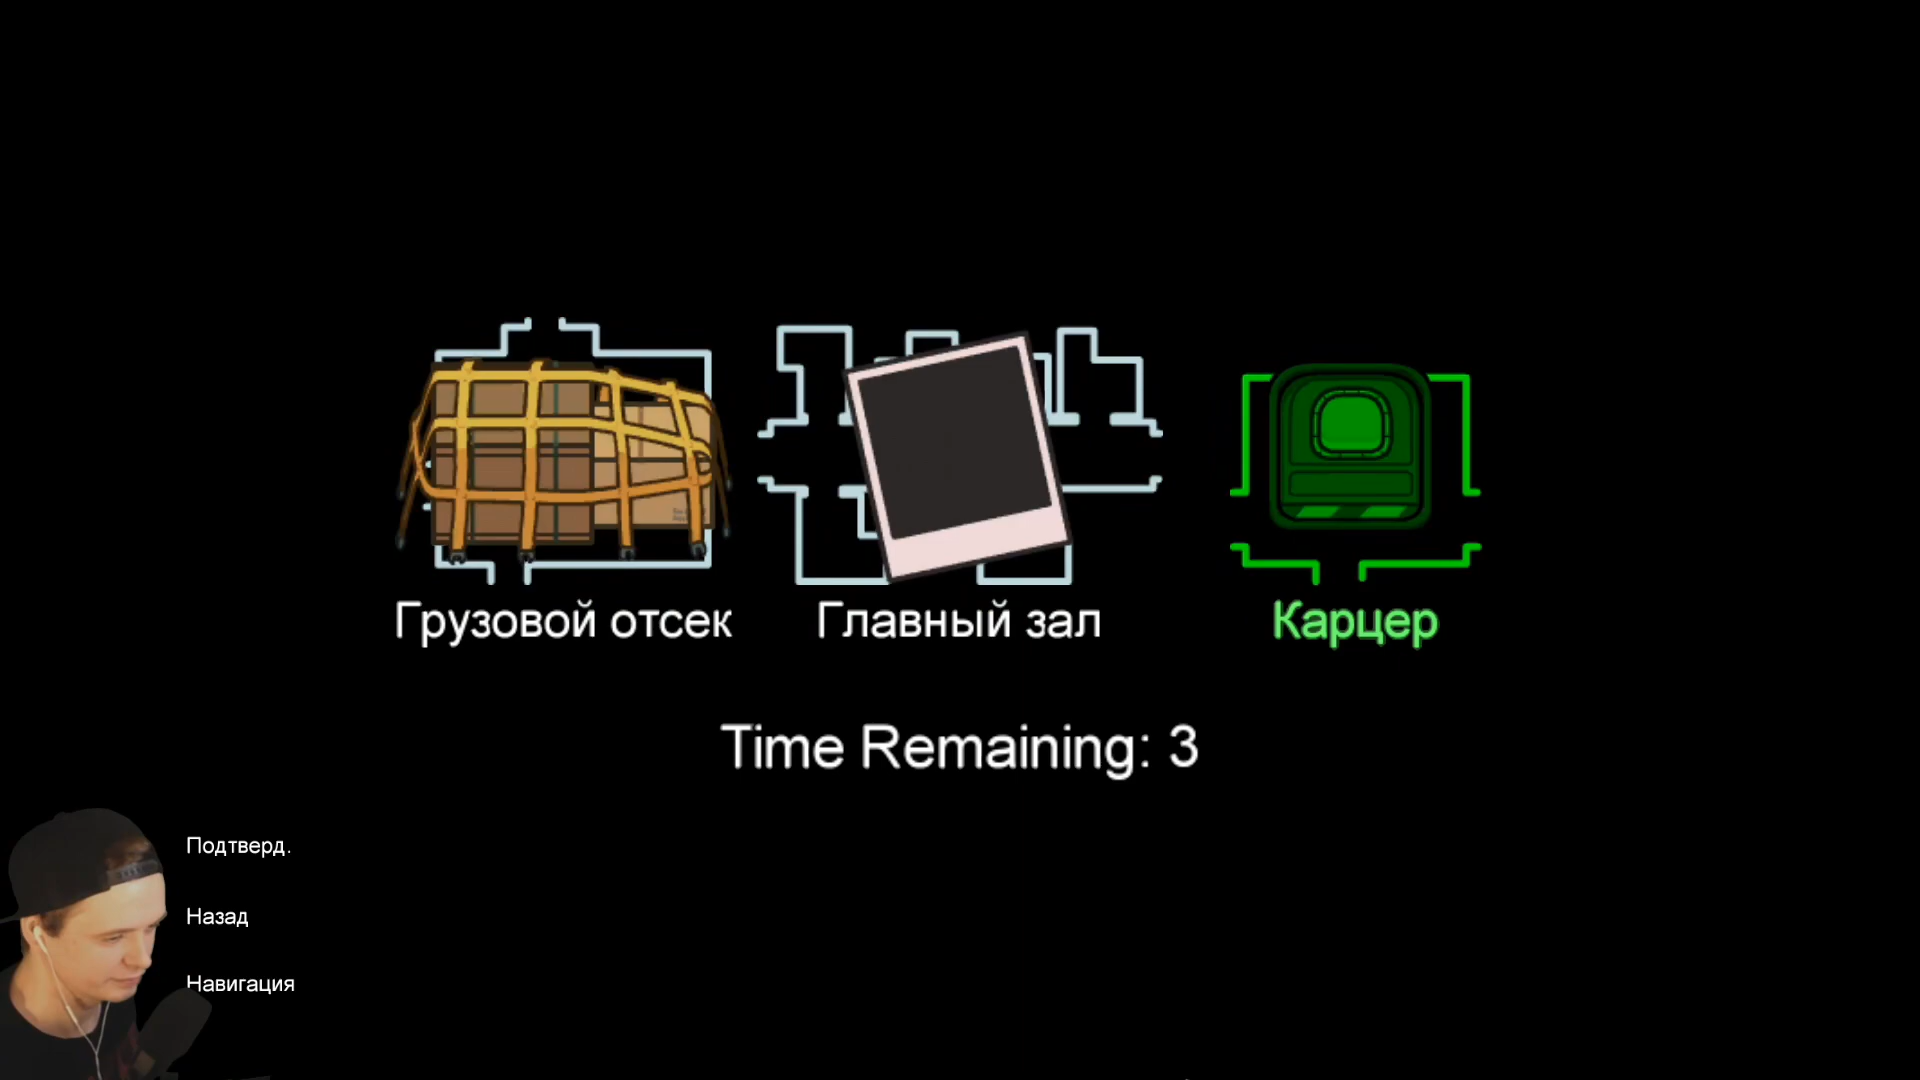 Грузовой отсек
Главный зал
Карцер
Time Remaining: 3
Подтверд.
Назад
Навигация